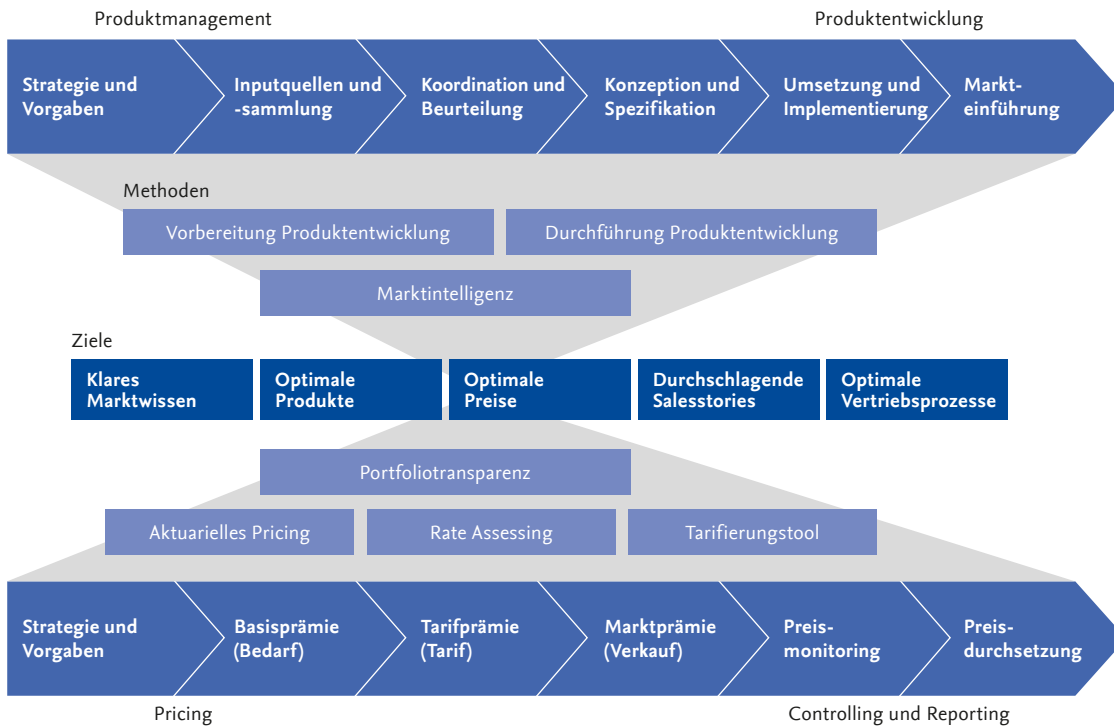 Produktmanagement
Produktentwicklung
Strategie und
Vorgaben
Inputquellen und
-sammlung
Koordination und
Beurteilung
Konzeption und
Spezifikation
Umsetzung und
Implementierung
Markt-
einführung
Methoden
Vorbereitung Produktentwicklung
Durchführung Produktentwicklung
Marktintelligenz
Ziele
Klares
Marktwissen
Optimale
Produkte
Optimale
Preise
Durchschlagende
Salesstories
Optimale
Vertriebsprozesse
Portfoliotransparenz
Aktuarielles Pricing
Rate Assessing
Tarifierungstool
Strategie und
Vorgaben
Basisprämie
(Bedarf)
Tarifprämie
(Tarif)
Marktprämie
(Verkauf)
Preis-
monitoring
Preis-
durchsetzung
Pricing
Controlling und Reporting